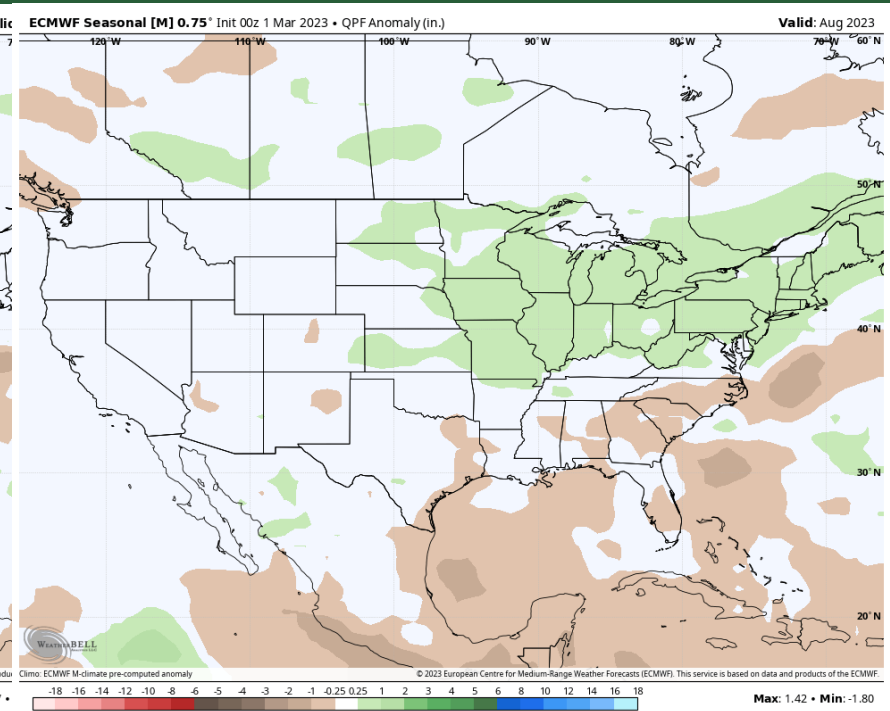 ECMWF Seasonal [M] 0.75° Init 00z 1 Mar 2023 • QPF Anomaly (in.) Valid: Aug 2023
120°W 110°W 100°W 90°W 80°W 70°W 60°N
50°N
40°N
30°N
20°N
WEATHERBELL
Climo: ECMWF M-climate pre-computed anomaly © 2023 European Centre for Medium-Range Weather Forecasts (ECMWF). This service is based on data and products of the ECMWF.
-18 -16 -14 -12 -10 -8 -6 -5 -4 -3 -2 -1 -0.25 0.25 1 2 3 4 5 6 8 10 12 14 16 18
Max: 1.42 • Min: -1.80